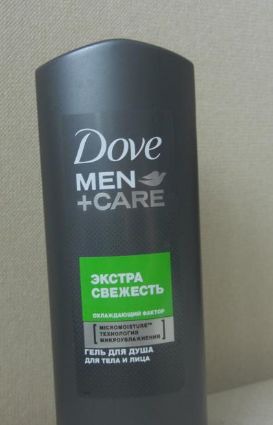 Dove
MEN
+CARE
ЭКСТРА
СВЕЖЕСТЬ
ОХЛАЖДАЮЩИЙ ФАКТОР
MICROMOISTURE™
ТЕХНОЛОГИЯ
МИКРОУВЛАЖНЕНИЯ
ГЕЛЬ ДЛЯ ДУША
ДЛЯ ТЕЛА И ЛИЦА